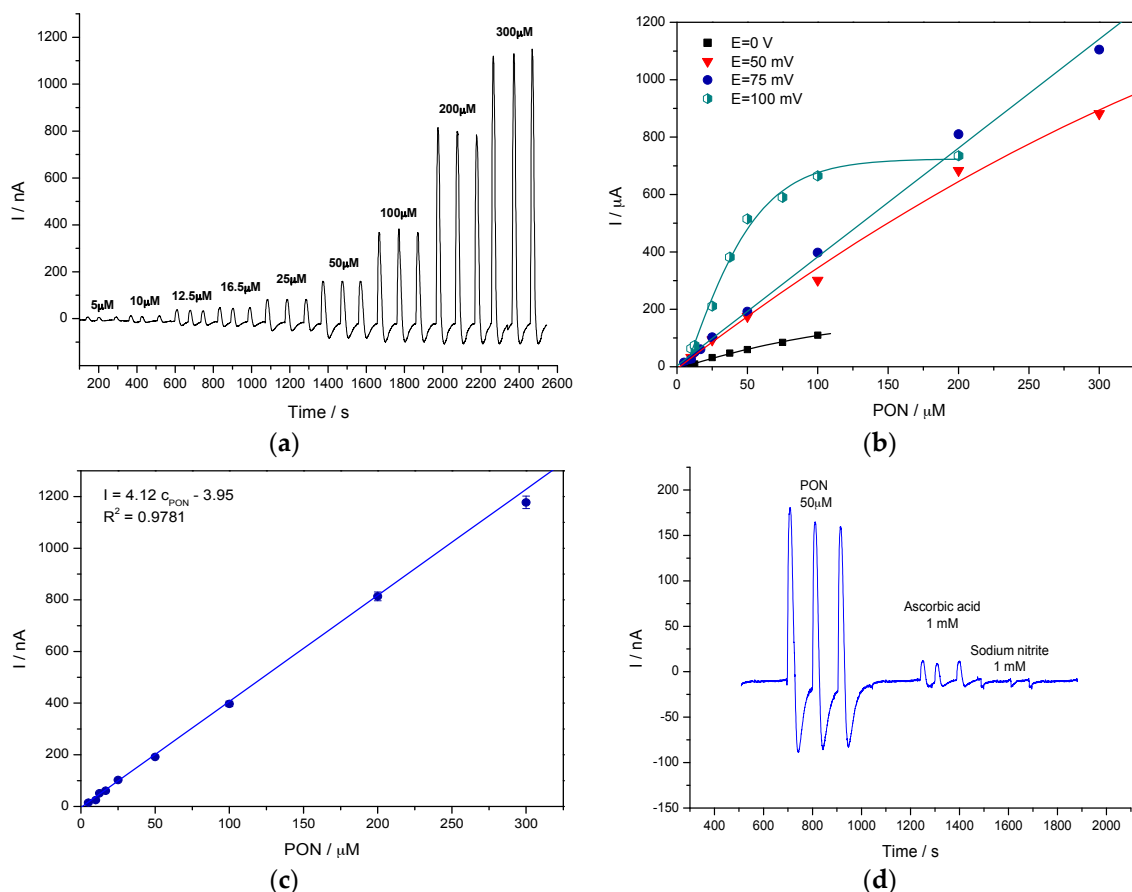 300µM
200µM
100µM
50µM
25µM
16.5µM
12.5µM
10µM
5µM
1200
1000
800
600
400
200
0
I / nA
200 400 600 800 1000 1200 1400 1600 1800 2000 2200 2400 2600
Time / s
(a)
E=0 V
E=50 mV
E=75 mV
E=100 mV
1200
1000
800
600
400
200
0
I / µA
0 50 100 150 200 250 300
PON / µM
(b)
I = 4.12 cPON - 3.95
R2 = 0.9781
1200
1000
800
600
400
200
0
I / nA
0 50 100 150 200 250 300
PON / µM
(c)
PON
50µM
Ascorbic acid
1 mM
Sodium nitrite
1 mM
200
150
100
50
0
-50
-100
-150
I / nA
400 600 800 1000 1200 1400 1600 1800 2000
Time / s
(d)